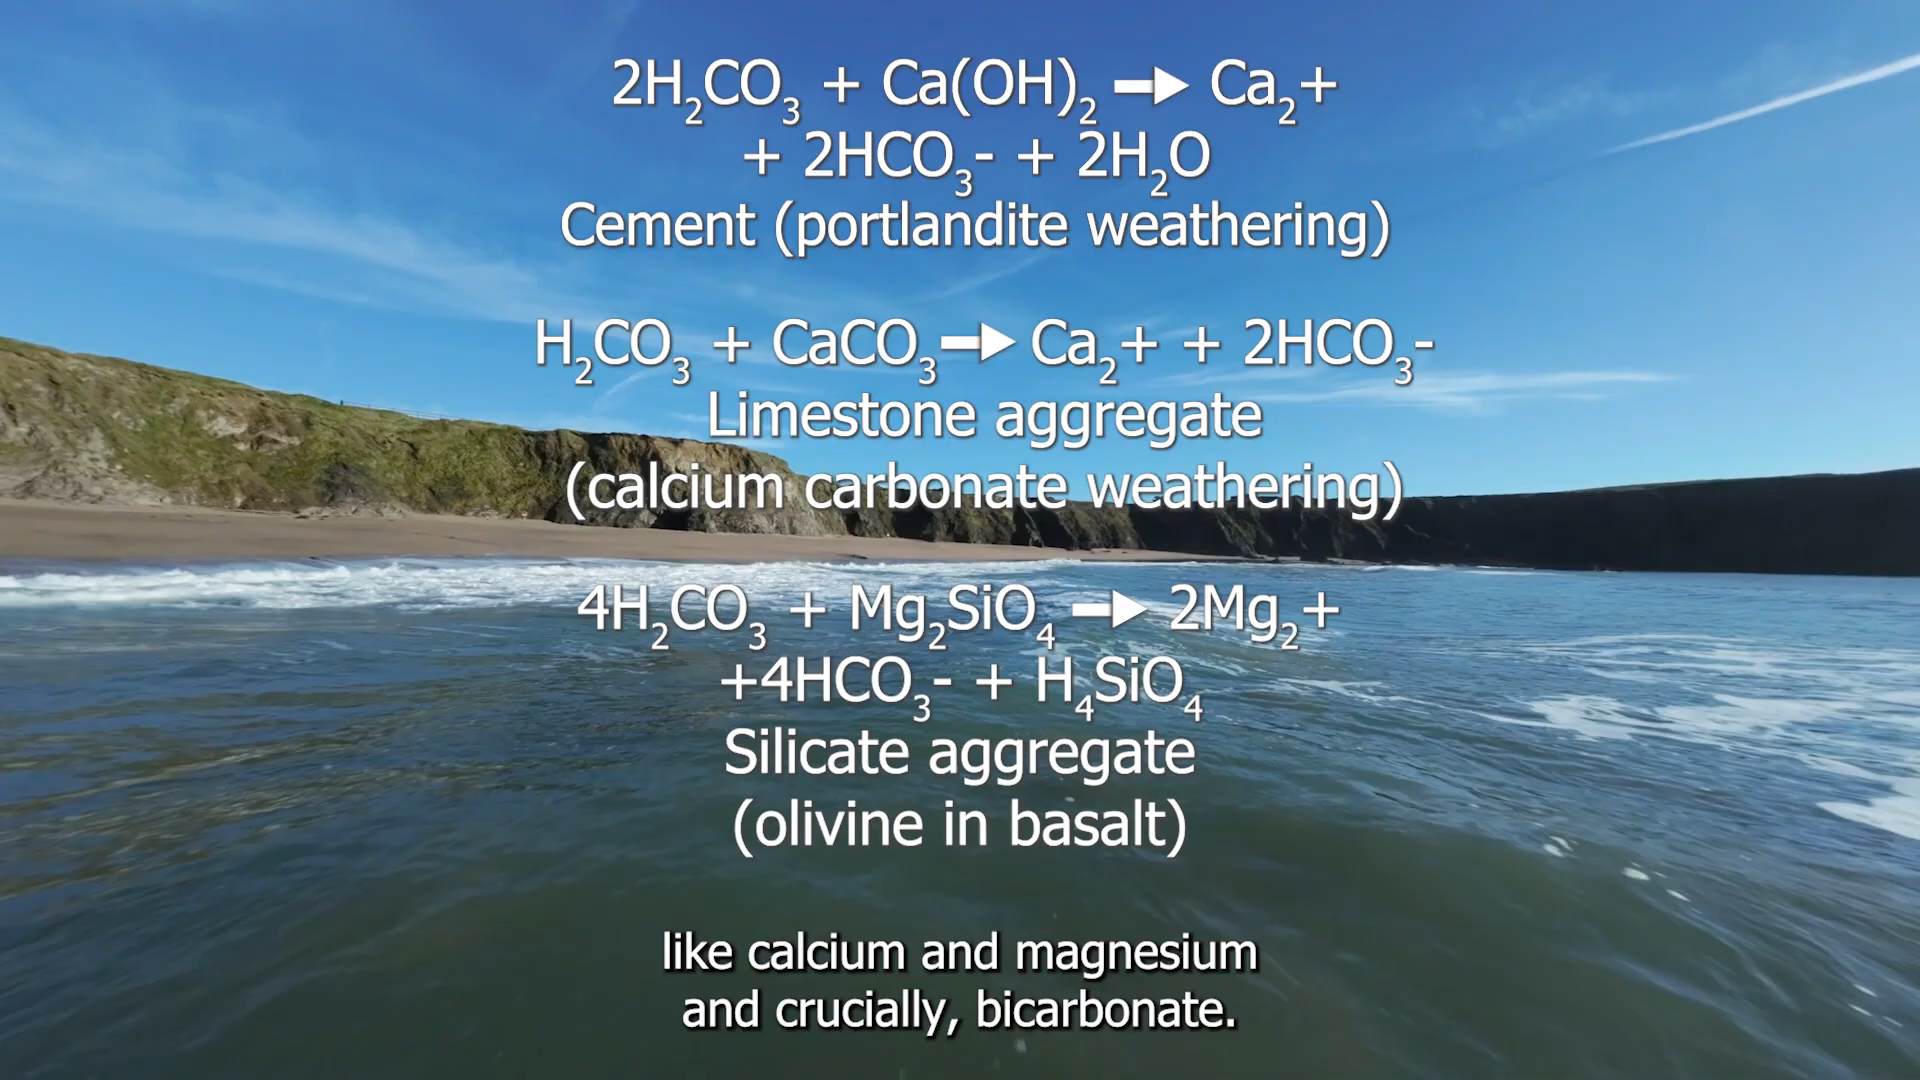 2H₂CO₃ + Ca(OH)₂ ➡ Ca₂+
+ 2HCO₃- + 2H₂O
Cement (portlandite weathering)
H₂CO₃ + CaCO₃➡ Ca₂+ + 2HCO₃-
Limestone aggregate
(calcium carbonate weathering)
4H₂CO₃ + Mg₂SiO₄ ➡ 2Mg₂+
+4HCO₃- + H₄SiO₄
Silicate aggregate
(olivine in basalt)
like calcium and magnesium
and crucially, bicarbonate.